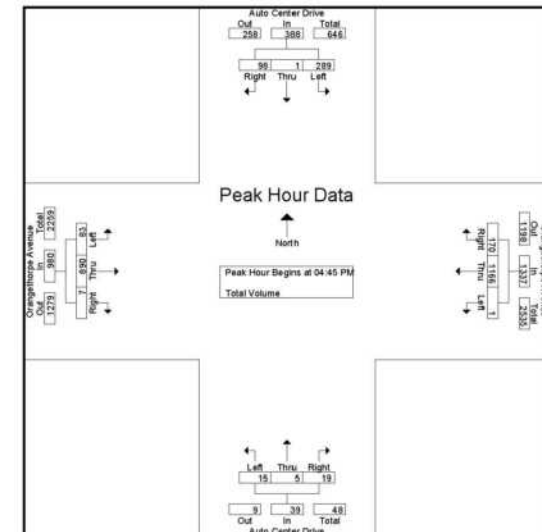 Auto Center Drive
Out In Total
258 388 646
98 1 289
Right Thru Left
Peak Hour Data
North
Peak Hour Begins at 04:45 PM
Total Volume
Orangethorpe Avenue
Out In Total
1279 980 2259
7 890 83
Right Thru Left
Out In Total
1198 1337 2535
170 1166 1
Right Thru Left
Left Thru Right
15 5 19
9 39 48
Out In Total
Auto Center Drive